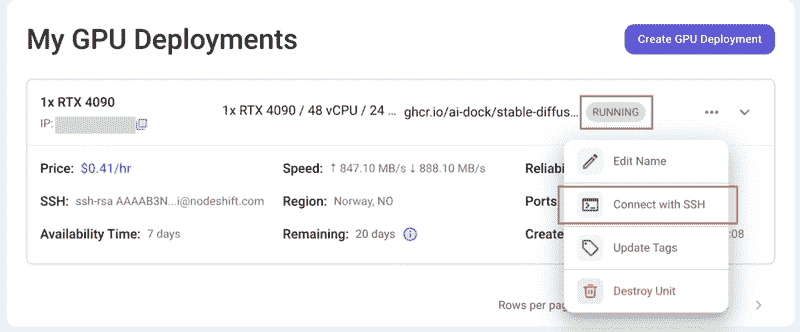 My GPU Deployments
Create GPU Deployment
1x RTX 4090
1x RTX 4090 / 48 vCPU / 24 ... ghcr.io/ai-dock/stable-diffus... RUNNING
IP:
Edit Name
Price: $0.41/hr
Speed: ↑ 847.10 MB/s ↓ 888.10 MB/s
SSH: ssh-rsa AAAAB3N...i@nodeshift.com
Region: Norway, NO
Ports
Connect with SSH
Availability Time: 7 days
Remaining: 20 days
:08
Update Tags
Destroy Unit
Rows per